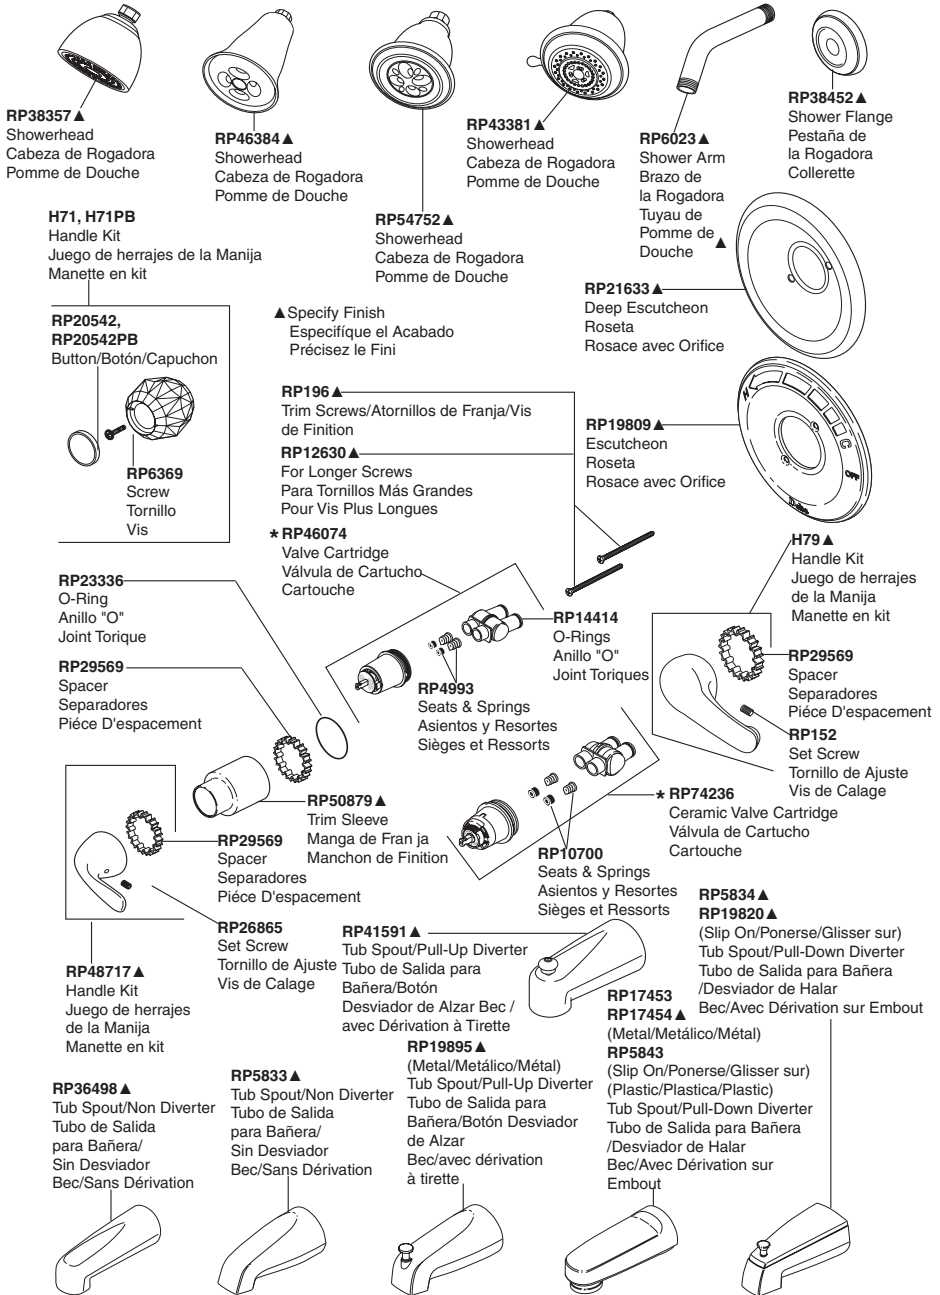 RP38357▲
Showerhead
Cabeza de Rogadora
Pomme de Douche
RP46384▲
Showerhead
Cabeza de Rogadora
Pomme de Douche
RP54752▲
Showerhead
Cabeza de Rogadora
Pomme de Douche
RP43381▲
Showerhead
Cabeza de Rogadora
Pomme de Douche
RP6023▲
Shower Arm
Brazo de
la Rogadora
Tuyau de
Pomme de
Douche ▲
RP38452▲
Shower Flange
Pestaña de
la Rogadora
Collerette
H71, H71PB
Handle Kit
Juego de herrajes de la Manija
Manette en kit
RP20542,
RP20542PB
Button/Botón/Capuchon
RP6369
Screw
Tornillo
Vis
▲Specify Finish
Especifíque el Acabado
Précisez le Fini
RP21633▲
Deep Escutcheon
Roseta
Rosace avec Orifice
RP196▲
Trim Screws/Atornillos de Franja/Vis
de Finition
RP12630▲
For Longer Screws
Para Tornillos Más Grandes
Pour Vis Plus Longues
RP19809▲
Escutcheon
Roseta
Rosace avec Orifice
H
C
OFF
* RP46074
Valve Cartridge
Válvula de Cartucho
Cartouche
H79▲
Handle Kit
Juego de herrajes
de la Manija
Manette en kit
RP23336
O-Ring
Anillo "O"
Joint Torique
RP14414
O-Rings
Anillo "O"
Joint Toriques
RP29569
Spacer
Separadores
Piéce D'espacement
RP4993
Seats & Springs
Asientos y Resortes
Sièges et Ressorts
RP29569
Spacer
Separadores
Piéce D'espacement
RP152
Set Screw
Tornillo de Ajuste
Vis de Calage
RP50879▲
Trim Sleeve
Manga de Fran ja
Manchon de Finition
* RP74236
Ceramic Valve Cartridge
Válvula de Cartucho
Cartouche
RP29569
Spacer
Separadores
Piéce D'espacement
RP10700
Seats & Springs
Asientos y Resortes
Sièges et Ressorts
RP26865
Set Screw
Tornillo de Ajuste
Vis de Calage
RP48717▲
Handle Kit
Juego de herrajes
de la Manija
Manette en kit
RP41591▲
Tub Spout/Pull-Up Diverter
Tubo de Salida para
Bañera/Botón
Desviador de Alzar Bec /
avec Dérivation à Tirette
RP5834▲
RP19820▲
(Slip On/Ponerse/Glisser sur)
Tub Spout/Pull-Down Diverter
Tubo de Salida para Bañera
/Desviador de Halar
Bec/Avec Dérivation sur Embout
RP17453
RP17454▲
(Metal/Metálico/Métal)
RP5843
(Slip On/Ponerse/Glisser sur)
(Plastic/Plastica/Plastic)
Tub Spout/Pull-Down Diverter
Tubo de Salida para Bañera
/Desviador de Halar
Bec/Avec Dérivation sur
Embout
RP19895▲
(Metal/Metálico/Métal)
Tub Spout/Pull-Up Diverter
Tubo de Salida para
Bañera/Botón Desviador
de Alzar
Bec/avec dérivation
à tirette
RP36498▲
Tub Spout/Non Diverter
Tubo de Salida
para Bañera/
Sin Desviador
Bec/Sans Dérivation
RP5833▲
Tub Spout/Non Diverter
Tubo de Salida
para Bañera/
Sin Desviador
Bec/Sans Dérivation